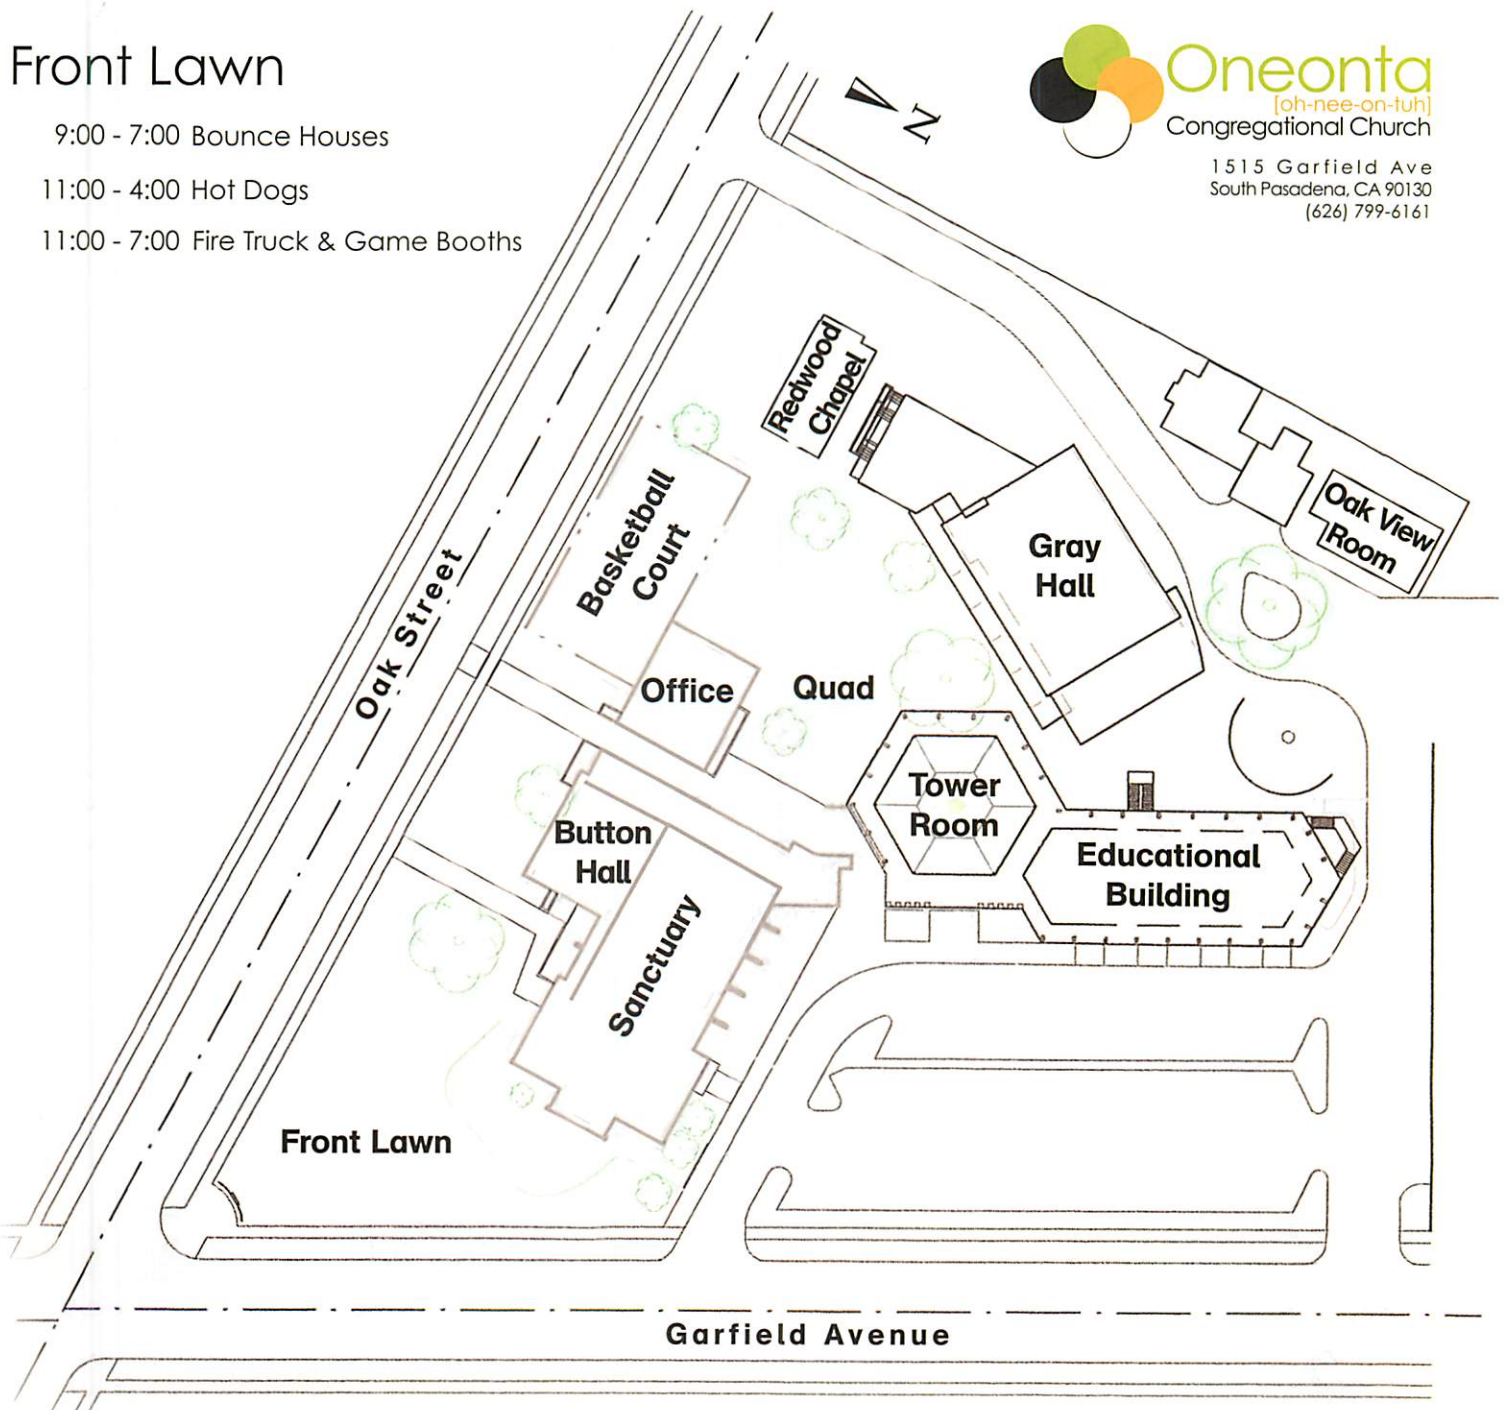 Front Lawn
9:00 - 7:00 Bounce Houses
11:00 - 4:00 Hot Dogs
11:00 - 7:00 Fire Truck & Game Booths
N
Oneonta
[oh-nee-on-tuh]
Congregational Church
1515 Garfield Ave
South Pasadena, CA 90130
(626) 799-6161
Redwood
Chapel
Basketball
Court
Gray
Hall
Oak View
Room
Oak Street
Office
Quad
Tower
Room
Button
Hall
Educational
Building
Sanctuary
Front Lawn
Garfield Avenue